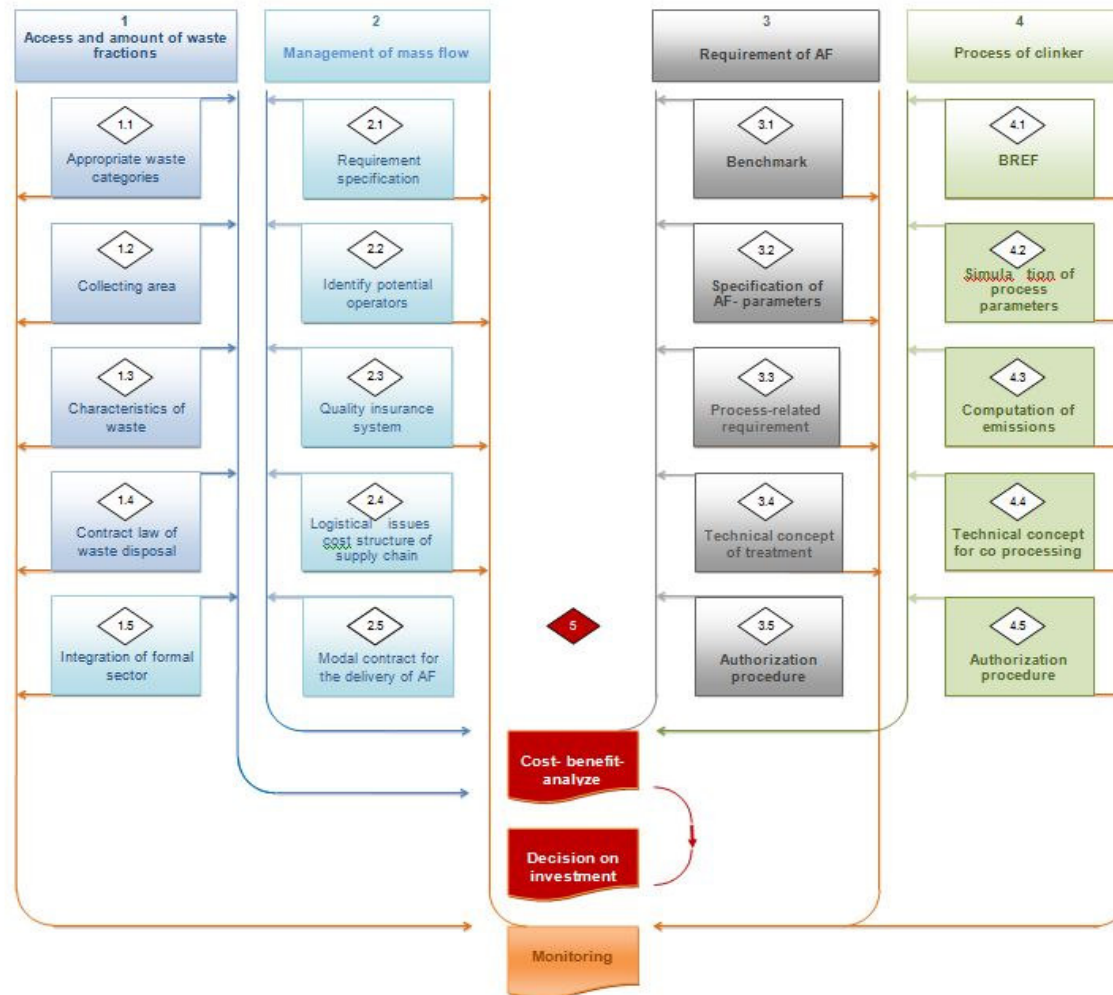 1
Access and amount of waste
fractions
2
Management of mass flow
3
Requirement of AF
4
Process of clinker
1.1
Appropriate waste
categories
2.1
Requirement
specification
3.1
Benchmark
4.1
BREF
1.2
Collecting area
2.2
Identify potential
operators
3.2
Specification of
AF- parameters
4.2
Simula tion of
process
parameters
1.3
Characteristics of
waste
2.3
Quality insurance
system
3.3
Process-related
requirement
4.3
Computation of
emissions
1.4
Contract law of
waste disposal
2.4
Logistical issues
cost structure of
supply chain
3.4
Technical concept
of treatment
4.4
Technical concept
for co processing
1.5
Integration of formal
sector
2.5
Modal contract for
the delivery of AF
5
3.5
Authorization
procedure
4.5
Authorization
procedure
Cost- benefit-
analyze
Decision on
investment
Monitoring